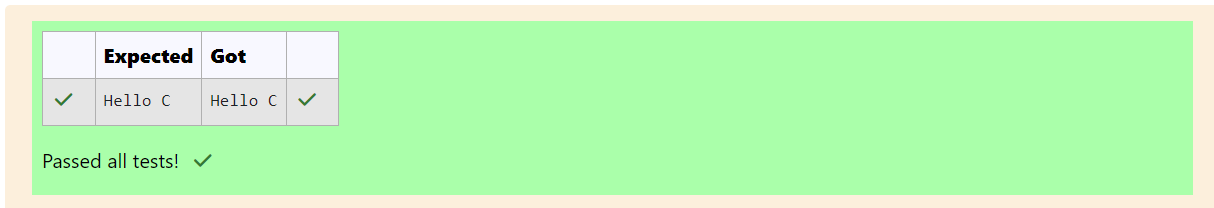 Expected Got
Hello C Hello C
Passed all tests!